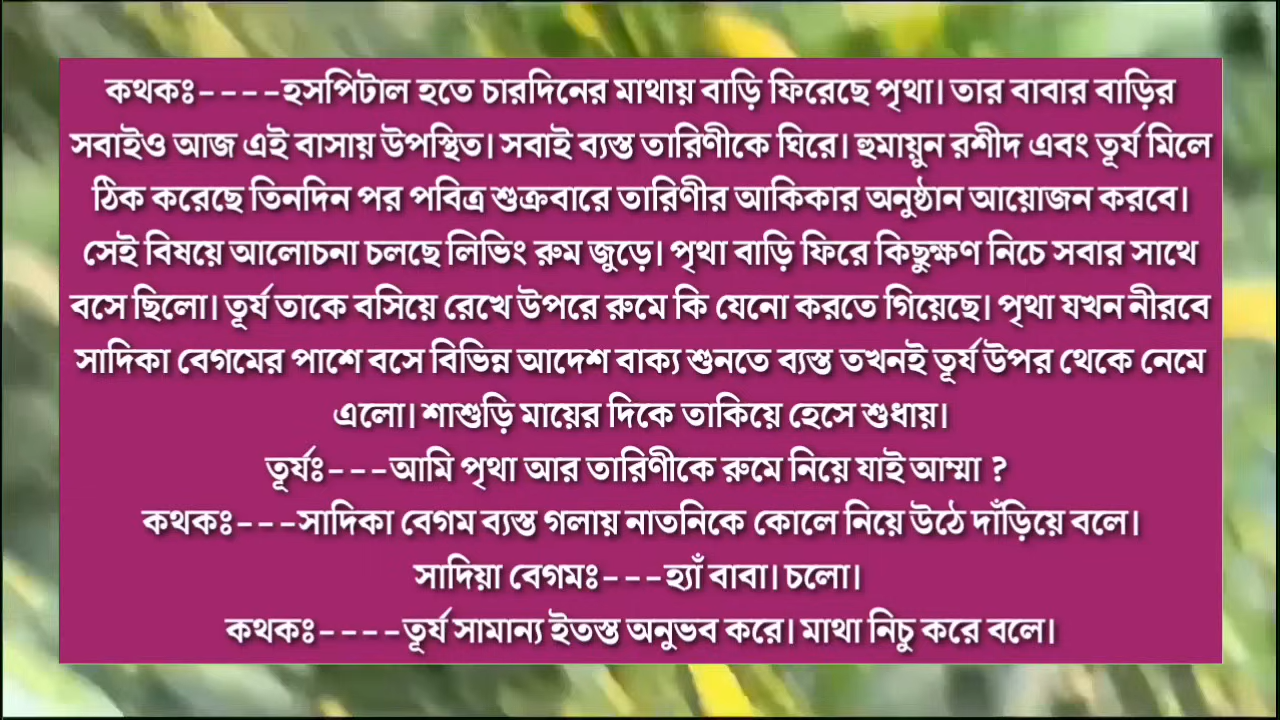 কথকঃ----হসপিটাল হতে চারদিনের মাথায় বাড়ি ফিরেছে পৃথা। তার বাবার বাড়ির
সবাইও আজ এই বাসায় উপস্থিত। সবাই ব্যস্ত তারিণীকে ঘিরে। হুমায়ুন রশীদ এবং তূর্য মিলে
ঠিক করেছে তিনদিন পর পবিত্র শুক্রবারে তারিণীর আকিকার অনুষ্ঠান আয়োজন করবে।
সেই বিষয়ে আলোচনা চলছে লিভিং রুম জুড়ে। পৃথা বাড়ি ফিরে কিছুক্ষণ নিচে সবার সাথে
বসে ছিলো। তূর্য তাকে বসিয়ে রেখে উপরে রুমে কি যেনো করতে গিয়েছে। পৃথা যখন নীরবে
সাদিকা বেগমের পাশে বসে বিভিন্ন আদেশ বাক্য শুনতে ব্যস্ত তখনই তূর্য উপর থেকে নেমে
এলো। শাশুড়ি মায়ের দিকে তাকিয়ে হেসে শুধায়।
তূর্যঃ---আমি পৃথা আর তারিণীকে রুমে নিয়ে যাই আম্মা ?
কথকঃ---সাদিকা বেগম ব্যস্ত গলায় নাতনিকে কোলে নিয়ে উঠে দাঁড়িয়ে বলে।
সাদিয়া বেগমঃ---হ্যাঁ বাবা। চলো।
কথকঃ----তূর্য সামান্য ইতস্ত অনুভব করে। মাথা নিচু করে বলে।